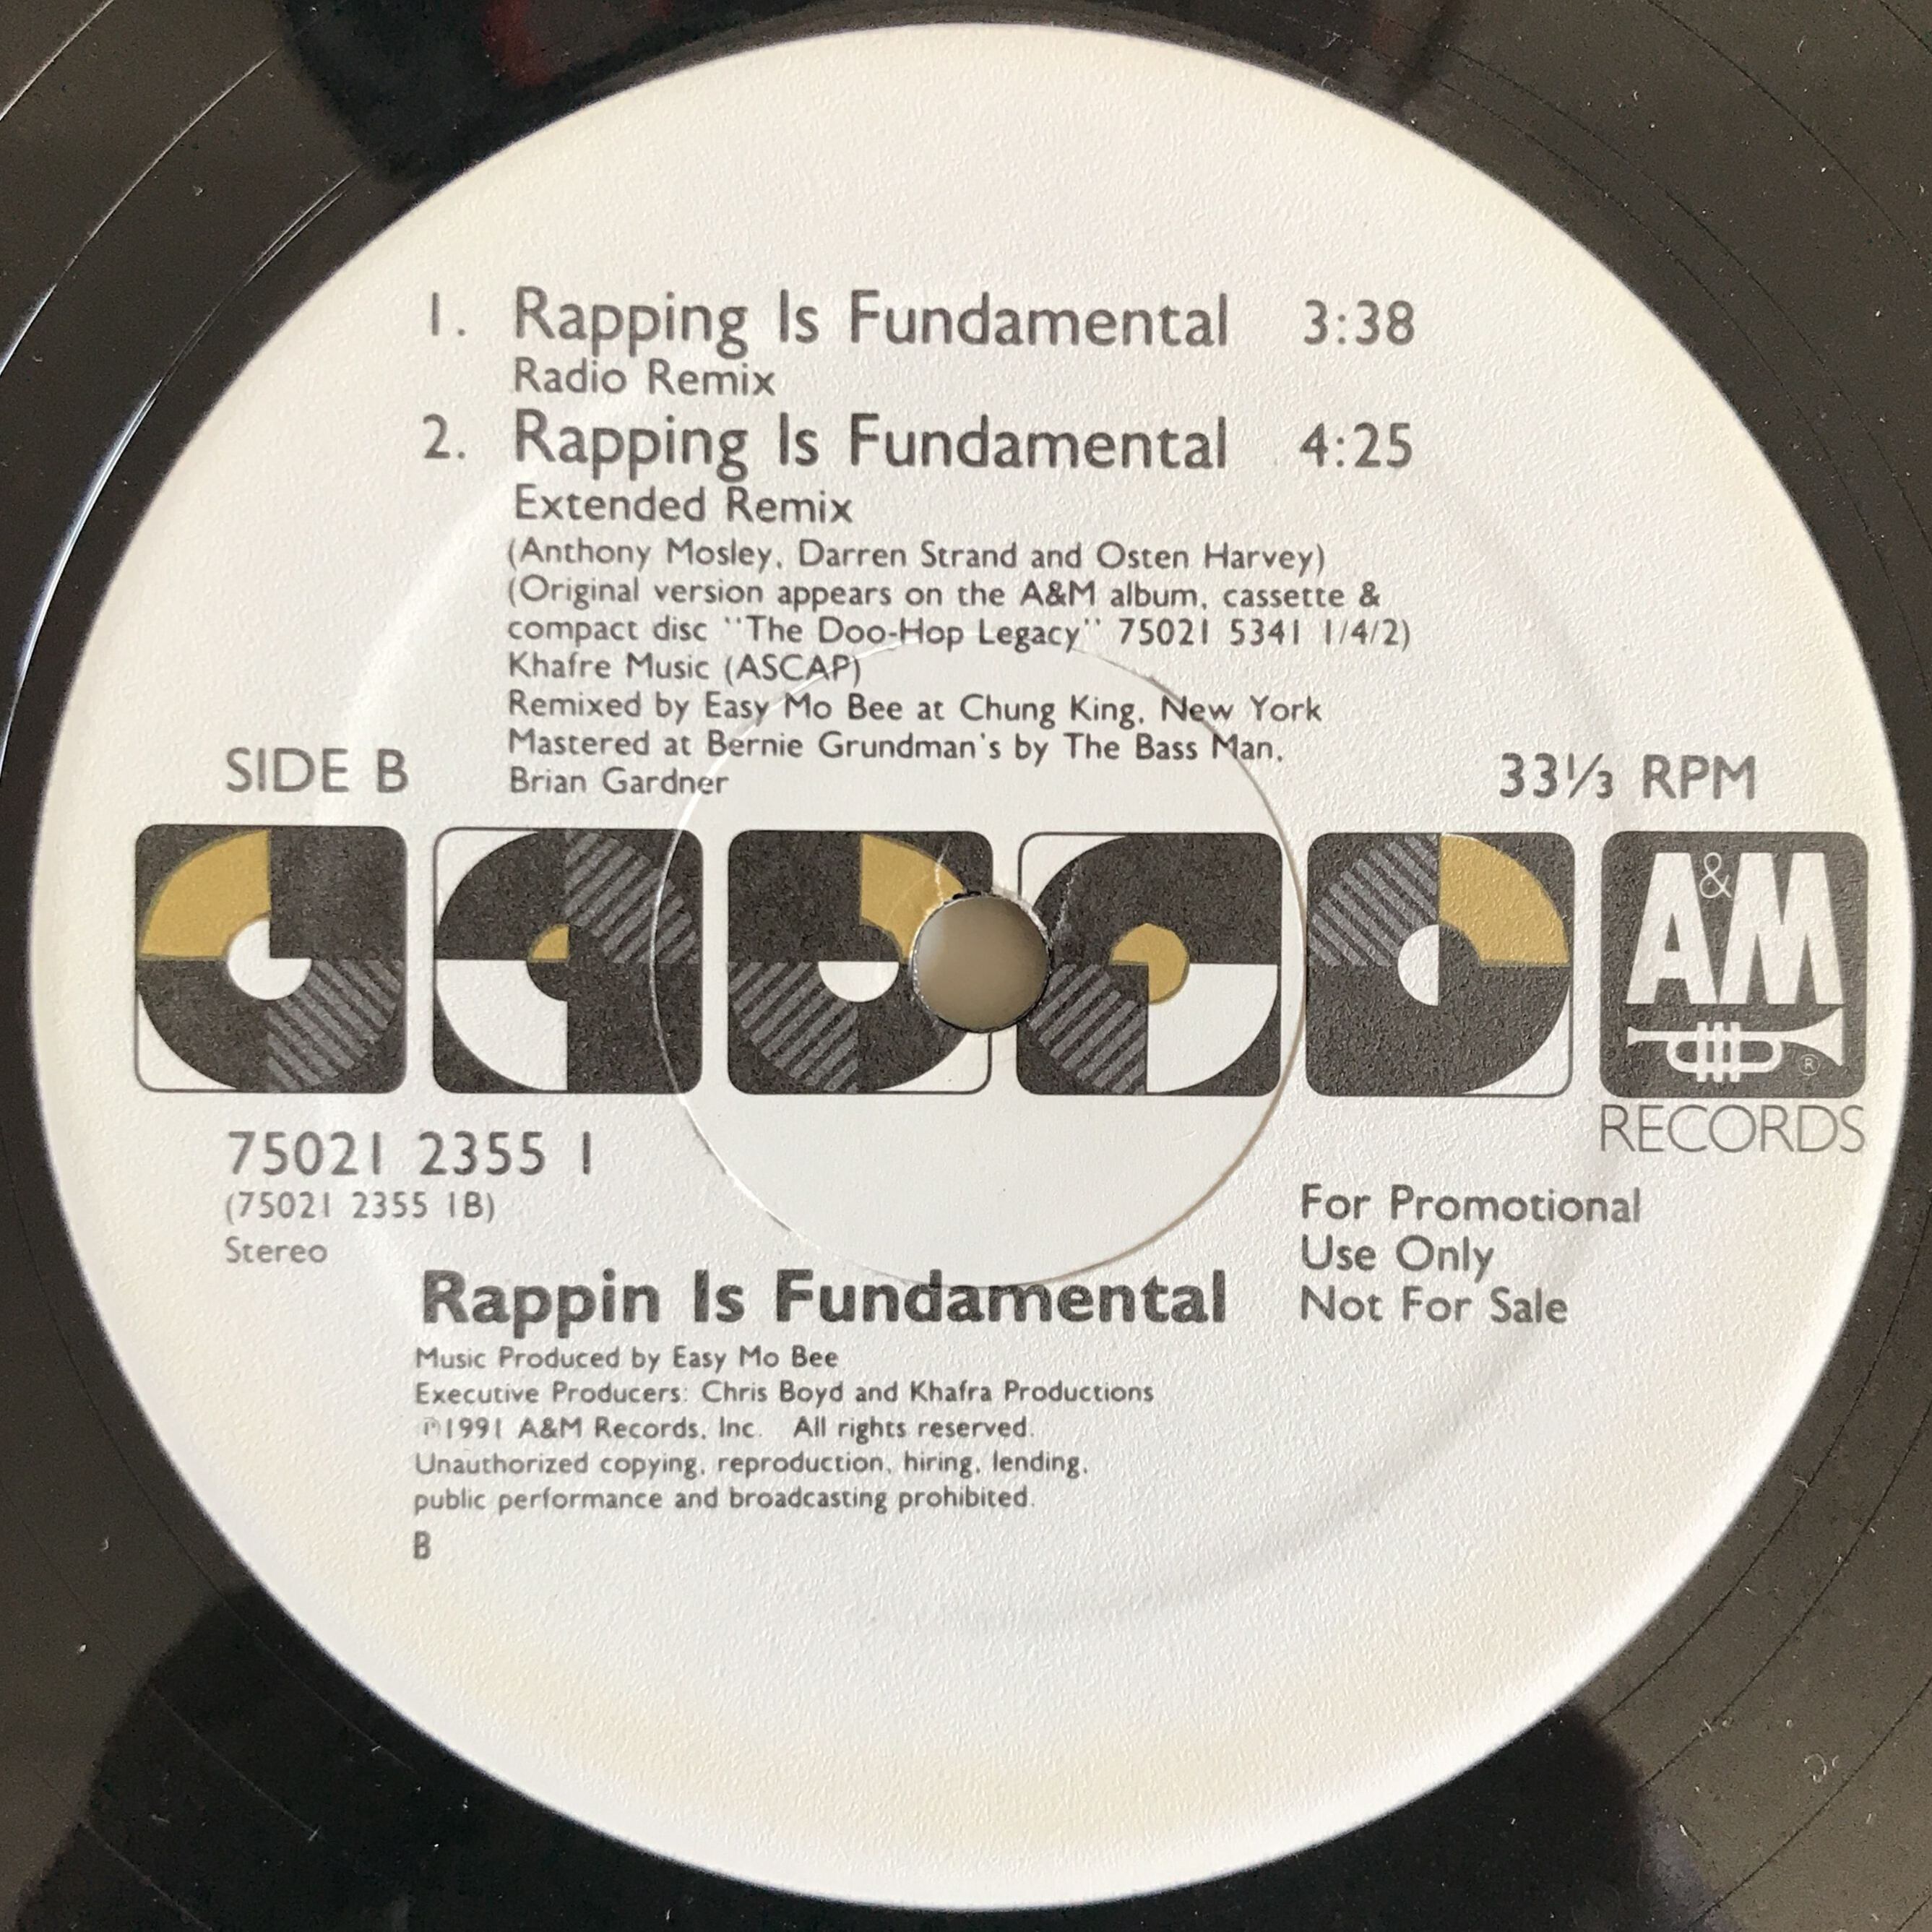 1. Rapping Is Fundamental 3:38
Radio Remix
2. Rapping Is Fundamental 4:25
Extended Remix
(Anthony Mosley, Darren Strand and Osten Harvey)
(Original version appears on the A&M album, cassette &
compact disc "The Doo-Hop Legacy" 75021 5341 1/4/2)
Khafre Music (ASCAP)
Remixed by Easy Mo Bee at Chung King, New York
Mastered at Bernie Grundman's by The Bass Man,
Brian Gardner
SIDE B
33⅓ RPM
A&M
®
RECORDS
75021 2355 1
(75021 2355 1B)
Stereo
For Promotional
Use Only
Not For Sale
Rappin Is Fundamental
Music Produced by Easy Mo Bee
Executive Producers: Chris Boyd and Khafra Productions
℗1991 A&M Records, Inc. All rights reserved.
Unauthorized copying, reproduction, hiring, lending,
public performance and broadcasting prohibited.
B